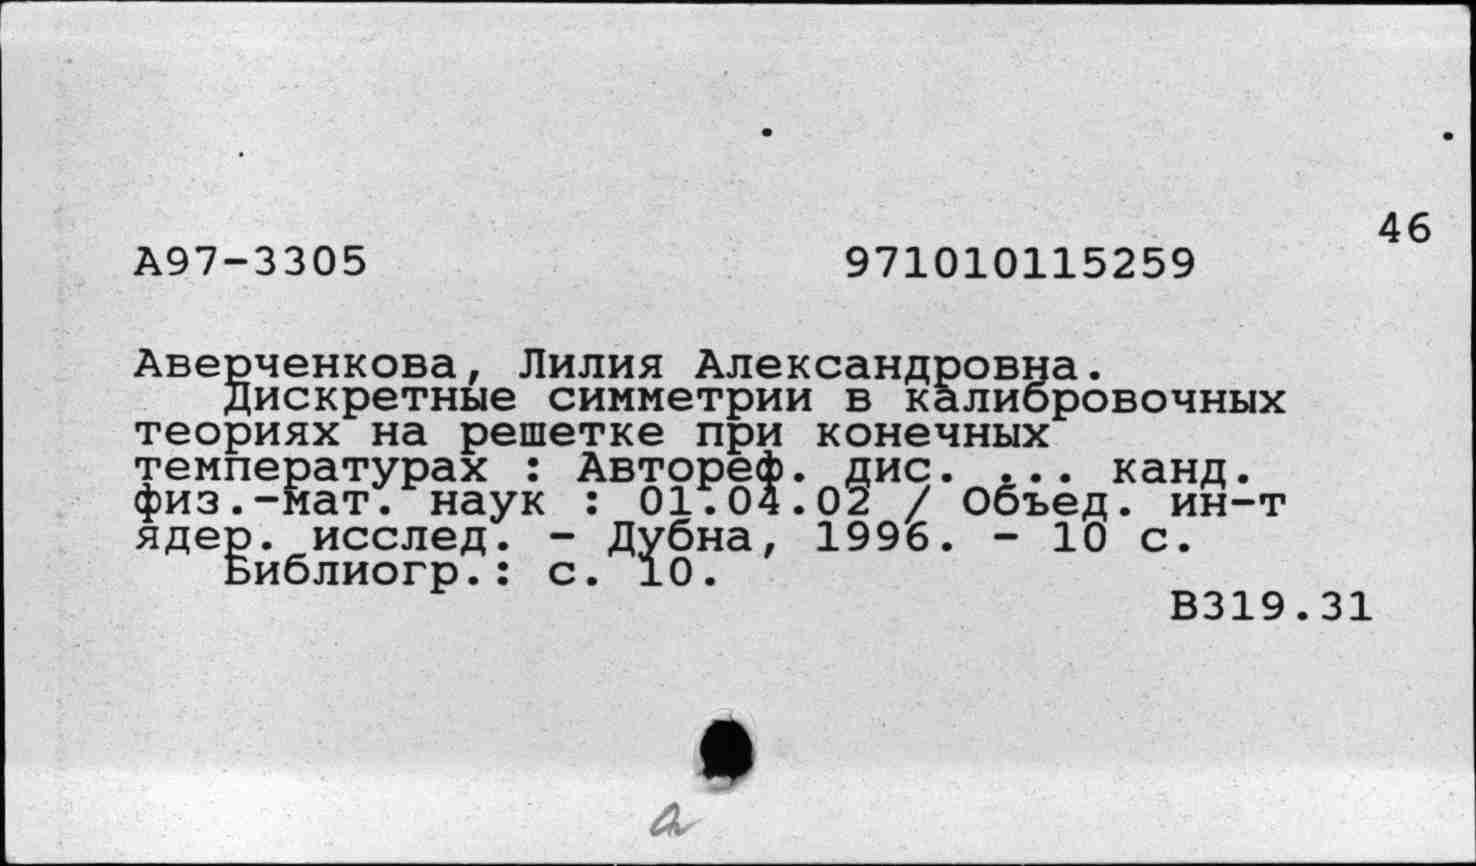 46
А97-3305 971010115259
Аверченкова, Лилия Александровна.
Дискретные симметрии в калибровочных
теориях на решетке при конечных
температурах : Автореф. дис. ... канд.
физ.-мат. наук : 01.04.02 / Объед. ин-т
ядер. исслед. - Дубна, 1996. - 10 с.
Библиогр.: с. 10.
В319.31
а